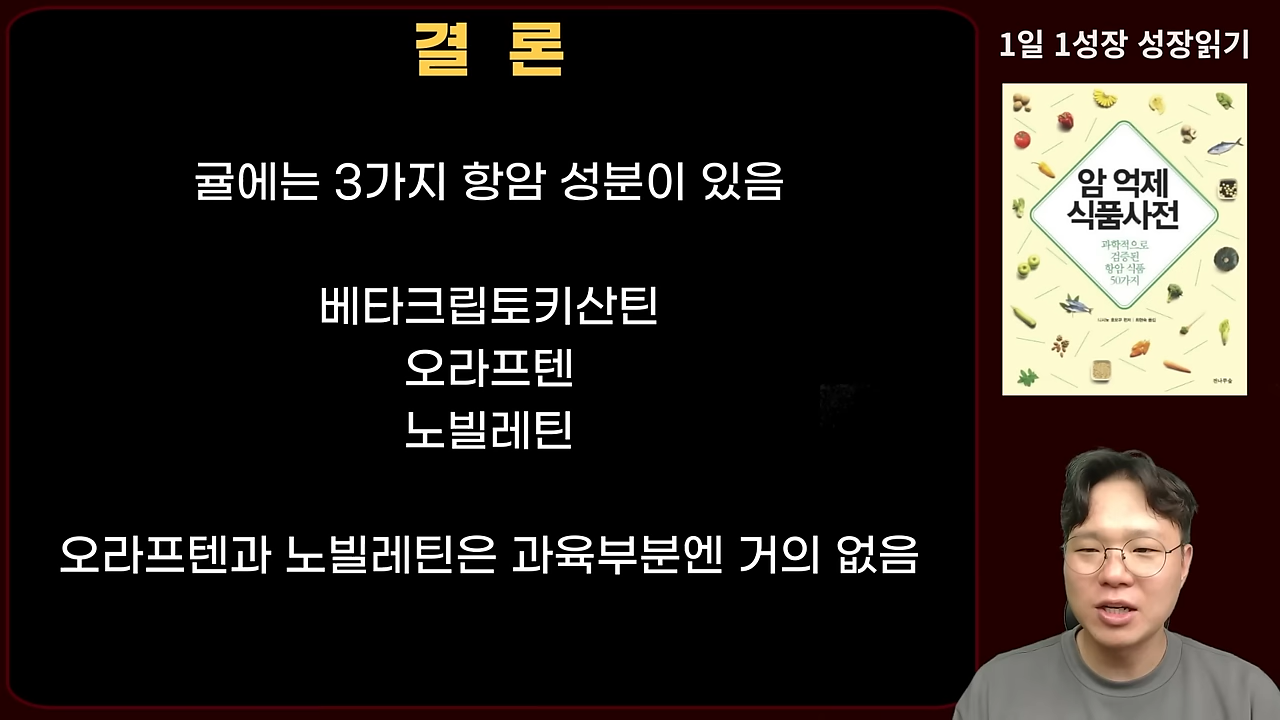 결 론
귤에는 3가지 항암 성분이 있음
베타크립토키산틴
오라프텐
노빌레틴
오라프텐과 노빌레틴은 과육부분엔 거의 없음
1일 1성장 성장읽기
암 억제
식품사전
과학적으로
검증된
항암 식품
50가지
전나무숲